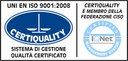 UNI EN ISO 9001:2008
CERTIQUALITY
SISTEMA DI GESTIONE
QUALITÀ CERTIFICATO
CERTIQUALITY
È MEMBRO DELLA
FEDERAZIONE CISQ
IQNet